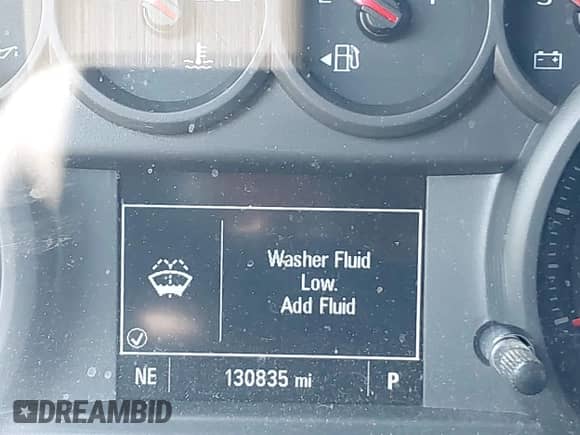 Washer Fluid
Low.
Add Fluid
NE 130835 mi P
DREAMBID